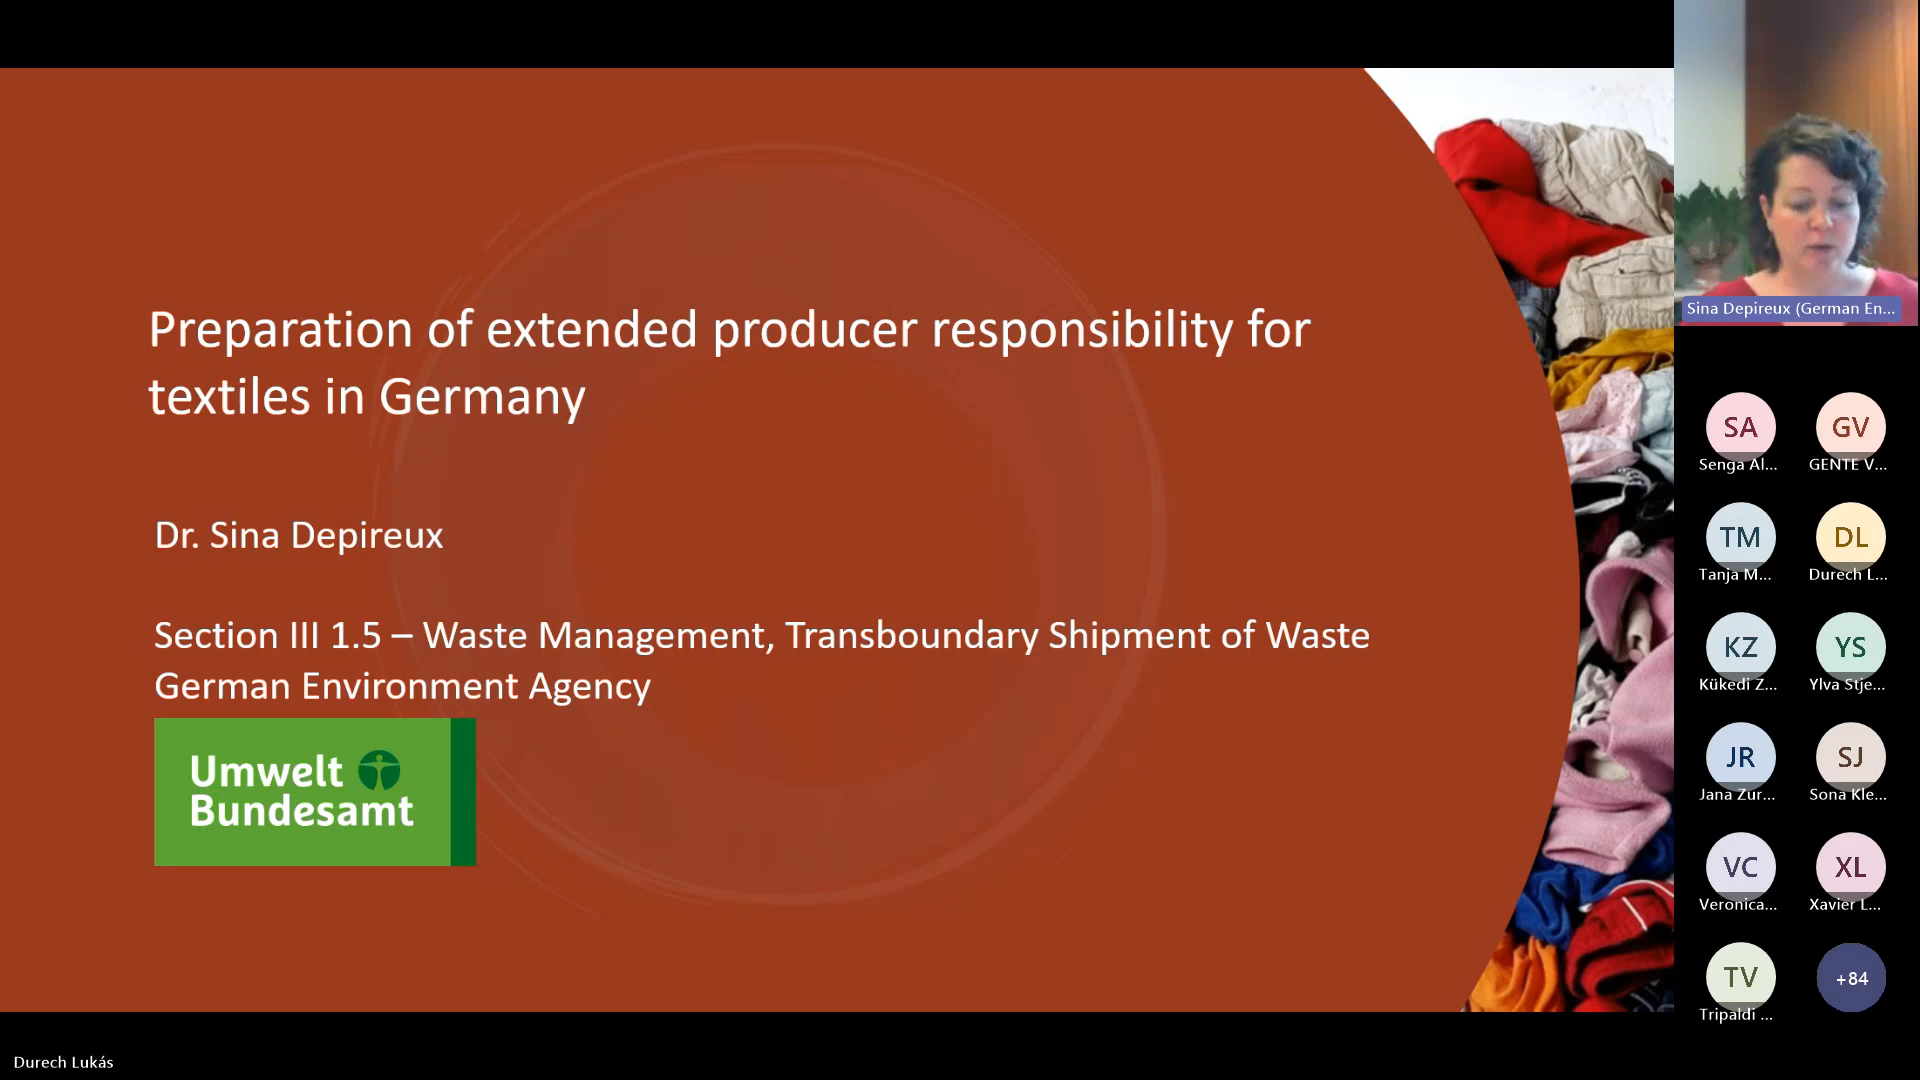 Preparation of extended producer responsibility for
textiles in Germany
Dr. Sina Depireux
Section III 1.5 – Waste Management, Transboundary Shipment of Waste
German Environment Agency
Umwelt
Bundesamt
Sina Depireux (German En...
SA
Senga Al...
GV
GENTE V...
TM
Tanja M...
DL
Durech L...
KZ
Kükedi Z...
YS
Ylva Stje...
JR
Jana Zur...
SJ
Sona Kle...
VC
Veronica...
XL
Xavier L...
TV
Tripaldi ...
+84
Durech Lukás